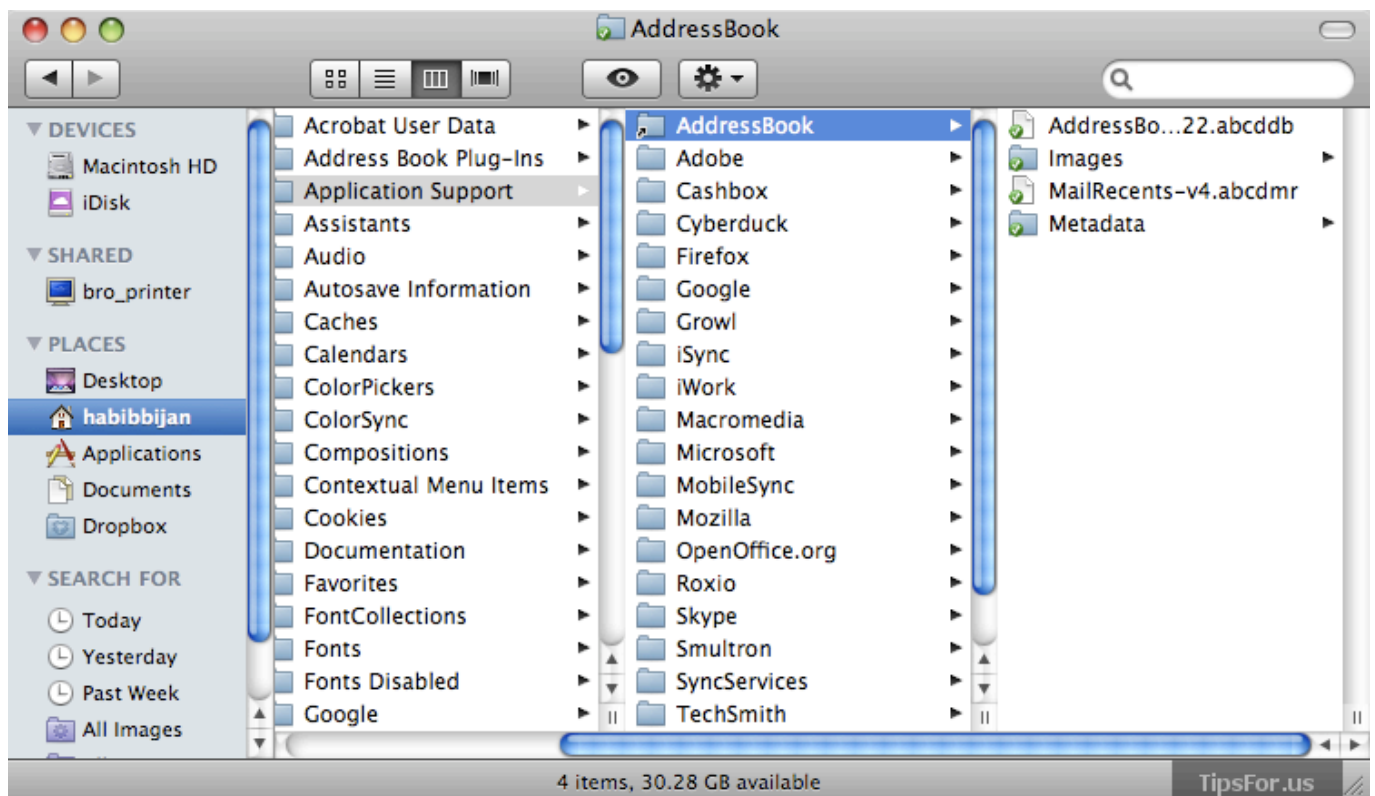 AddressBook
DEVICES
Macintosh HD
iDisk
SHARED
bro_printer
PLACES
Desktop
habibbijan
Applications
Documents
Dropbox
SEARCH FOR
Today
Yesterday
Past Week
All Images
Acrobat User Data
Address Book Plug-Ins
Application Support
Assistants
Audio
Autosave Information
Caches
Calendars
ColorPickers
ColorSync
Compositions
Contextual Menu Items
Cookies
Documentation
Favorites
FontCollections
Fonts
Fonts Disabled
Google
AddressBook
Adobe
Cashbox
Cyberduck
Firefox
Google
Growl
iSync
iWork
Macromedia
Microsoft
MobileSync
Mozilla
OpenOffice.org
Roxio
Skype
Smultron
SyncServices
TechSmith
AddressBo...22.abcddb
Images
MailRecents-v4.abcdmr
Metadata
4 items, 30.28 GB available
TipsFor.us